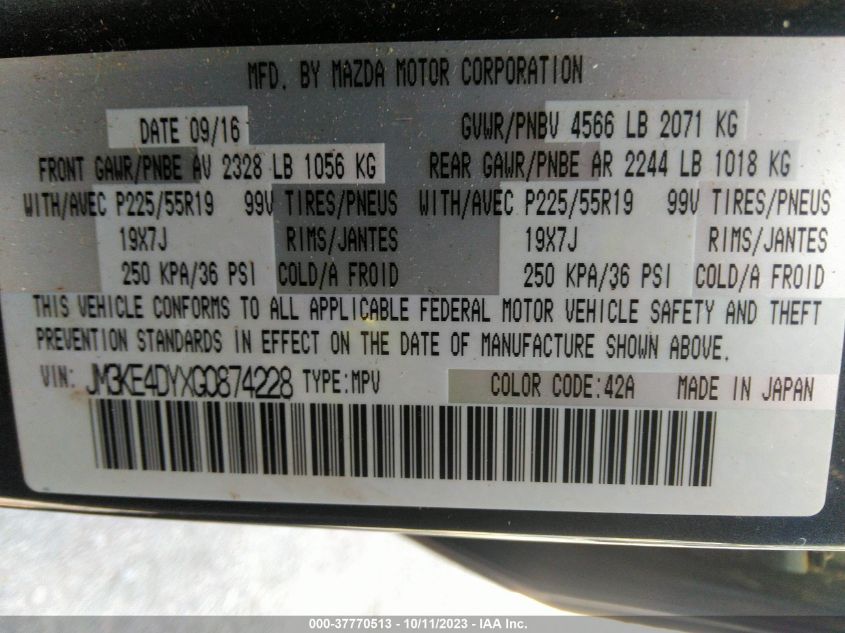 MFD. BY MAZDA MOTOR CORPORATION
DATE 09/16 GVWR/PNBV 4566 LB 2071 KG
FRONT GAWR/PNBE AV 2328 LB 1056 KG REAR GAWR/PNBE AR 2244 LB 1018 KG
WITH/AVEC P225/55R19 99V TIRES/PNEUS WITH/AVEC P225/55R19 99V TIRES/PNEUS
19X7J RIMS/JANTES 19X7J RIMS/JANTES
250 KPA/36 PSI COLD/A FROID 250 KPA/36 PSI COLD/A FROID
THIS VEHICLE CONFORMS TO ALL APPLICABLE FEDERAL MOTOR VEHICLE SAFETY AND THEFT
PREVENTION STANDARDS IN EFFECT ON THE DATE OF MANUFACTURE SHOWN ABOVE.
VIN: JM3KE4DYXG0874228 TYPE:MPV COLOR CODE:42A MADE IN JAPAN
000-37770513 - 10/11/2023 - IAA Inc.